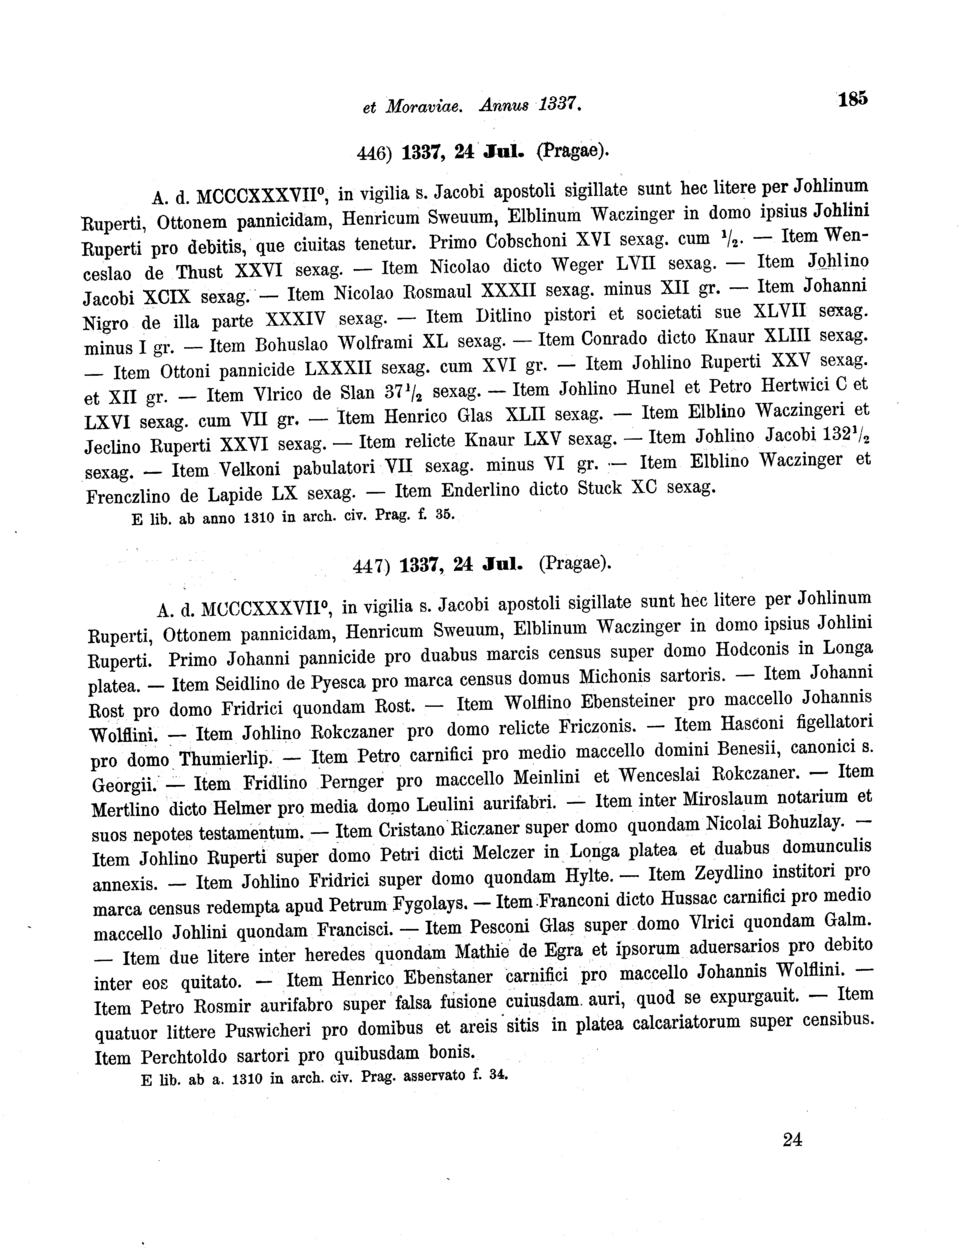 et Moraviae. Annus 1337.
185
446) 1337, 24 Jul. (Pragae).
A. d. MCCCXXXVII⁰, in vigilia s. Jacobi apostoli sigillate sunt hec litere per Johlinum
Ruperti, Ottonem pannicidam, Henricum Sweuum, Elblinum Waczinger in domo ipsius Johlini
Ruperti pro debitis, que ciuitas tenetur. Primo Cobschoni XVI sexag. cum ¹/₂. — Item Wen-
ceslao de Thust XXVI sexag. — Item Nicolao dicto Weger LVII sexag. — Item Johlino
Jacobi XCIX sexag. — Item Nicolao Rosmaul XXXII sexag. minus XII gr. — Item Johanni
Nigro de illa parte XXXIV sexag. — Item Ditlino pistori et societati sue XLVII sexag.
minus I gr. — Item Bohuslao Wolframi XL sexag. — Item Conrado dicto Knaur XLIII sexag.
— Item Ottoni pannicide LXXXII sexag. cum XVI gr. — Item Johlino Ruperti XXV sexag.
et XII gr. — Item Vlrico de Slan 37¹/₂ sexag. — Item Johlino Hunel et Petro Hertwici C et
LXVI sexag. cum VII gr. — Item Henrico Glas XLII sexag. — Item Elblino Waczingeri et
Jeclino Ruperti XXVI sexag. — Item relicte Knaur LXV sexag. — Item Johlino Jacobi 132¹/₂
sexag. — Item Velkoni pabulatori VII sexag. minus VI gr. — Item Elblino Waczinger et
Frenczlino de Lapide LX sexag. — Item Enderlino dicto Stuck XC sexag.
E lib. ab anno 1310 in arch. civ. Prag. f. 35.
447) 1337, 24 Jul. (Pragae).
A. d. MCCCXXXVII⁰, in vigilia s. Jacobi apostoli sigillate sunt hec litere per Johlinum
Ruperti, Ottonem pannicidam, Henricum Sweuum, Elblinum Waczinger in domo ipsius Johlini
Ruperti. Primo Johanni pannicide pro duabus marcis census super domo Hodconis in Longa
platea. — Item Seidlino de Pyesca pro marca census domus Michonis sartoris. — Item Johanni
Rost pro domo Fridrici quondam Rost. — Item Wolflino Ebensteiner pro maccello Johannis
Wolflini. — Item Johlino Rokczaner pro domo relicte Friczonis. — Item Hasconi figellatori
pro domo Thumierlip. — Item Petro carnifici pro medio maccello domini Benesii, canonici s.
Georgii. — Item Fridlino Pernger pro maccello Meinlini et Wenceslai Rokczaner. — Item
Mertlino dicto Helmer pro media domo Leulini aurifabri. — Item inter Miroslaum notarium et
suos nepotes testamentum. — Item Cristano Riczaner super domo quondam Nicolai Bohuzlay. —
Item Johlino Ruperti super domo Petri dicti Melczer in Longa platea et duabus domunculis
annexis. — Item Johlino Fridrici super domo quondam Hylte. — Item Zeydlino institori pro
marca census redempta apud Petrum Fygolays. — Item Franconi dicto Hussac carnifici pro medio
maccello Johlini quondam Francisci. — Item Pesconi Glas super domo Vlrici quondam Galm.
— Item due litere inter heredes quondam Mathie de Egra et ipsorum aduersarios pro debito
inter eos quitato. — Item Henrico Ebenstaner carnifici pro maccello Johannis Wolflini. —
Item Petro Rosmir aurifabro super falsa fusione cuiusdam auri, quod se expurgauit. — Item
quatuor littere Puswicheri pro domibus et areis sitis in platea calcariatorum super censibus.
Item Perchtoldo sartori pro quibusdam bonis.
E lib. ab a. 1310 in arch. civ. Prag. asservato f. 34.
24